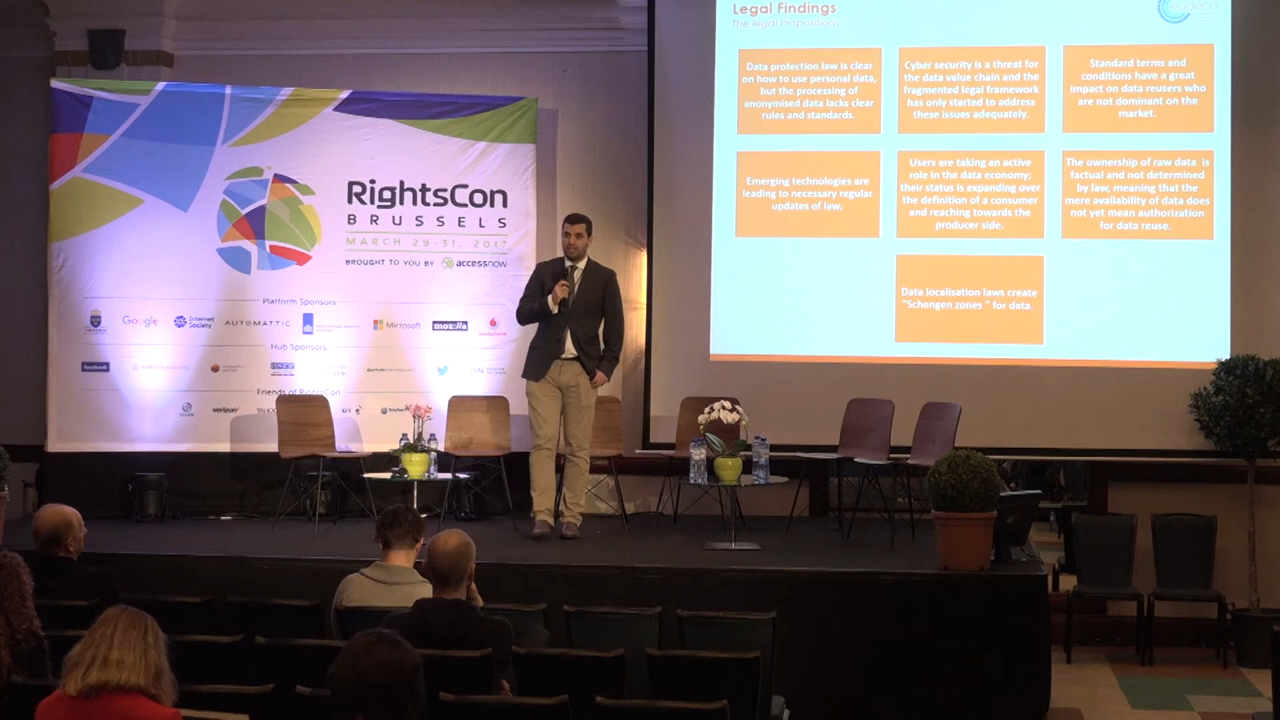 RightsCon
BRUSSELS
MARCH 29-31, 2017
BROUGHT TO YOU BY accessnow
Platform Sponsors
Google
Internet
Society
AUTOMATTIC
Microsoft
moz://a
vodafone
Hub Sponsors
facebook
Friends of RightsCon
verizon
Legal Findings
The legal Propositions
Data protection law is clear
on how to use personal data,
but the processing of
anonymised data lacks clear
rules and standards.
Cyber security is a threat for
the data value chain and the
fragmented legal framework
has only started to address
these issues adequately.
Standard terms and
conditions have a great
impact on data reusers who
are not dominant on the
market.
Emerging technologies are
leading to necessary regular
updates of law.
Users are taking an active
role in the data economy;
their status is expanding over
the definition of a consumer
and reaching towards the
producer side.
The ownership of raw data is
factual and not determined
by law, meaning that the
mere availability of data does
not yet mean authorization
for data reuse.
Data localisation laws create
"Schengen zones " for data.